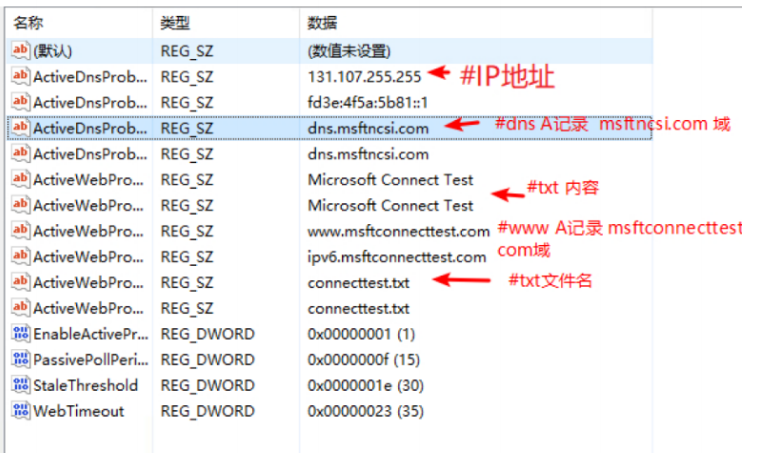 名称 类型 数据
(默认) REG_SZ (数值未设置)
ActiveDnsProb... REG_SZ 131.107.255.255 #IP地址
ActiveDnsProb... REG_SZ fd3e:4f5a:5b81::1
ActiveDnsProb... REG_SZ dns.msftncsi.com #dns A记录 msftncsi.com 域
ActiveDnsProb... REG_SZ dns.msftncsi.com
ActiveWebPro... REG_SZ Microsoft Connect Test #txt 内容
ActiveWebPro... REG_SZ Microsoft Connect Test
ActiveWebPro... REG_SZ www.msftconnecttest.com #www A记录 msftconnecttest
com域
ActiveWebPro... REG_SZ ipv6.msftconnecttest.com
ActiveWebPro... REG_SZ connecttest.txt #txt文件名
ActiveWebPro... REG_SZ connecttest.txt
EnableActivePr... REG_DWORD 0x00000001 (1)
PassivePollPeri... REG_DWORD 0x0000000f (15)
StaleThreshold REG_DWORD 0x0000001e (30)
WebTimeout REG_DWORD 0x00000023 (35)